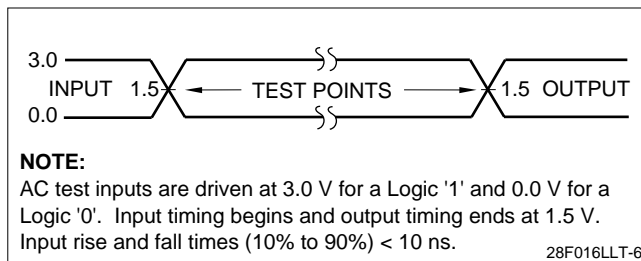 3.0
INPUT 1.5 TEST POINTS 1.5 OUTPUT
0.0
NOTE:
AC test inputs are driven at 3.0 V for a Logic '1' and 0.0 V for a
Logic '0'. Input timing begins and output timing ends at 1.5 V.
Input rise and fall times (10% to 90%) < 10 ns.
28F016LLT-6